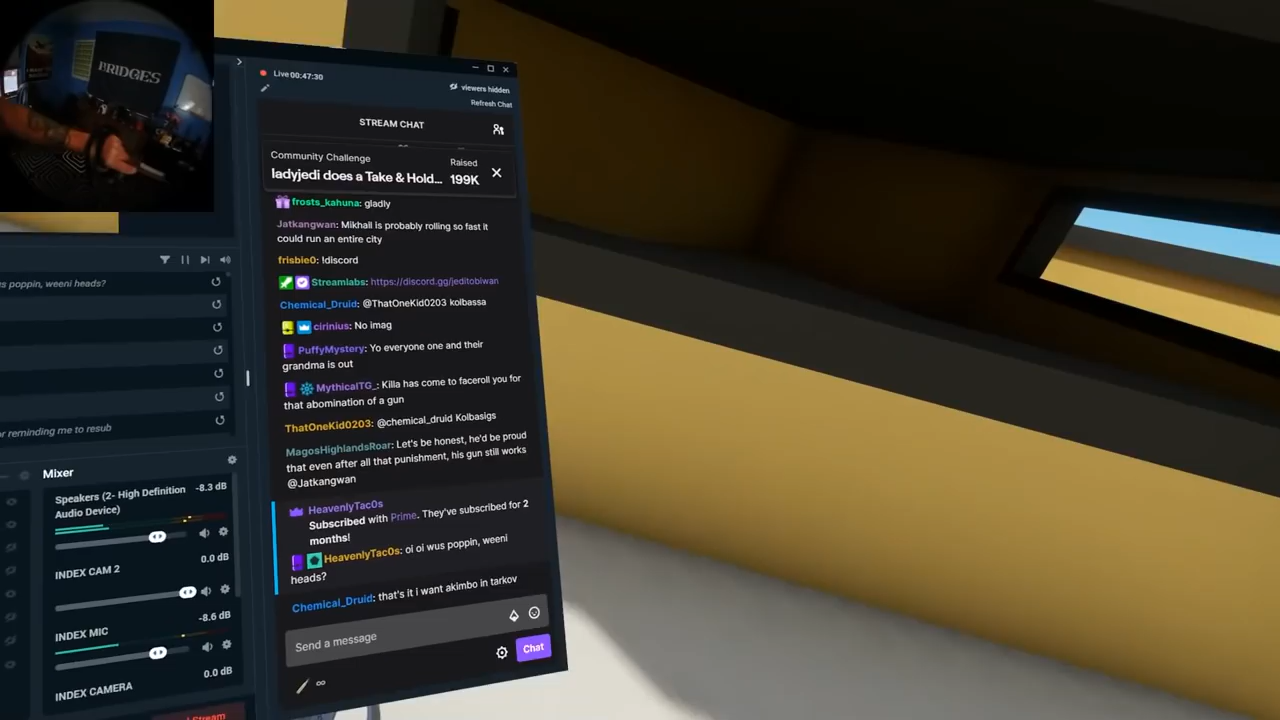 BRIDGES
Live 00:47:30
viewers hidden
Refresh Chat
STREAM CHAT
Community Challenge
ladyjedi does a Take & Hold...
Raised
199K
frosts_kahuna: gladly
Jatkangwan: Mikhail is probably rolling so fast it
could run an entire city
frisbie0: !discord
Streamlabs: https://discord.gg/jeditobiwan
Chemical_Druid: @ThatOneKid0203 kolbassa
cirinius: No imag
PuffyMystery: Yo everyone one and their
grandma is out
MythicalTG_: Killa has come to faceroll you for
that abomination of a gun
ThatOneKid0203: @chemical_druid Kolbasigs
MagosHighlandsRoar: Let's be honest, he'd be proud
that even after all that punishment, his gun still works
@Jatkangwan
HeavenlyTac0s
Subscribed with Prime. They've subscribed for 2
months!
HeavenlyTac0s: oi oi wus poppin, weeni
heads?
Chemical_Druid: that's it i want akimbo in tarkov
Send a message
Chat
us poppin, weeni heads?
or reminding me to resub
Mixer
Speakers (2- High Definition
Audio Device)
-8.3 dB
INDEX CAM 2
0.0 dB
INDEX MIC
-8.6 dB
INDEX CAMERA
0.0 dB
Stream